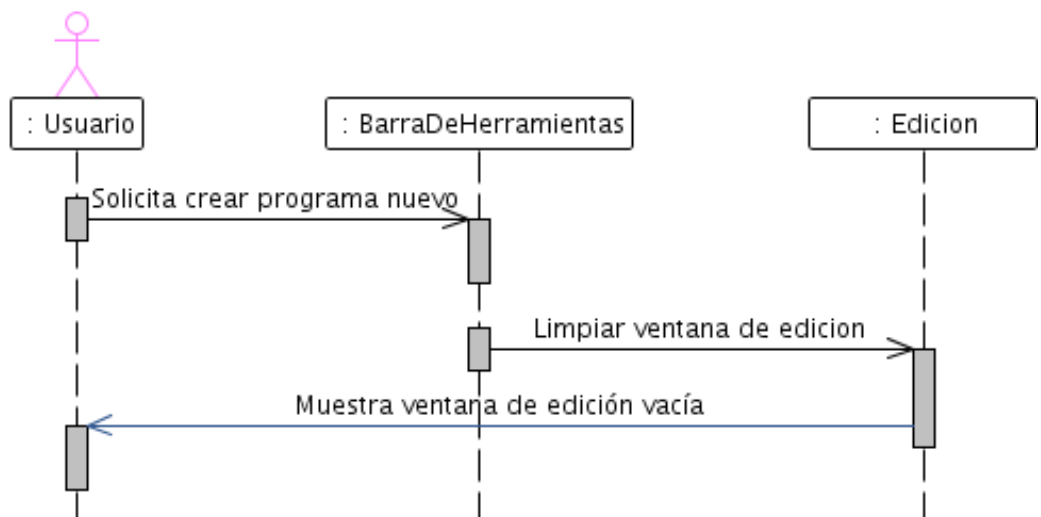 : Usuario
: BarraDeHerramientas
: Edicion
Solicita crear programa nuevo
Limpiar ventana de edicion
Muestra ventana de edición vacía